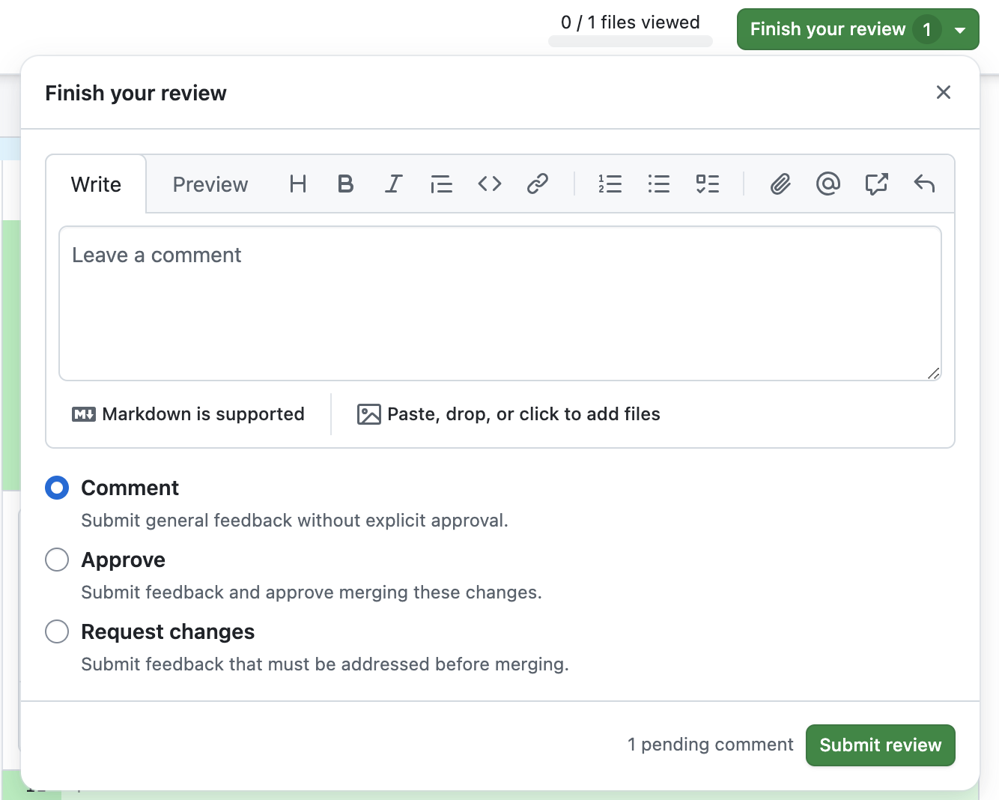 0 / 1 files viewed
Finish your review 1
Finish your review
Write Preview
Leave a comment
Markdown is supported
Paste, drop, or click to add files
Comment
Submit general feedback without explicit approval.
Approve
Submit feedback and approve merging these changes.
Request changes
Submit feedback that must be addressed before merging.
1 pending comment
Submit review